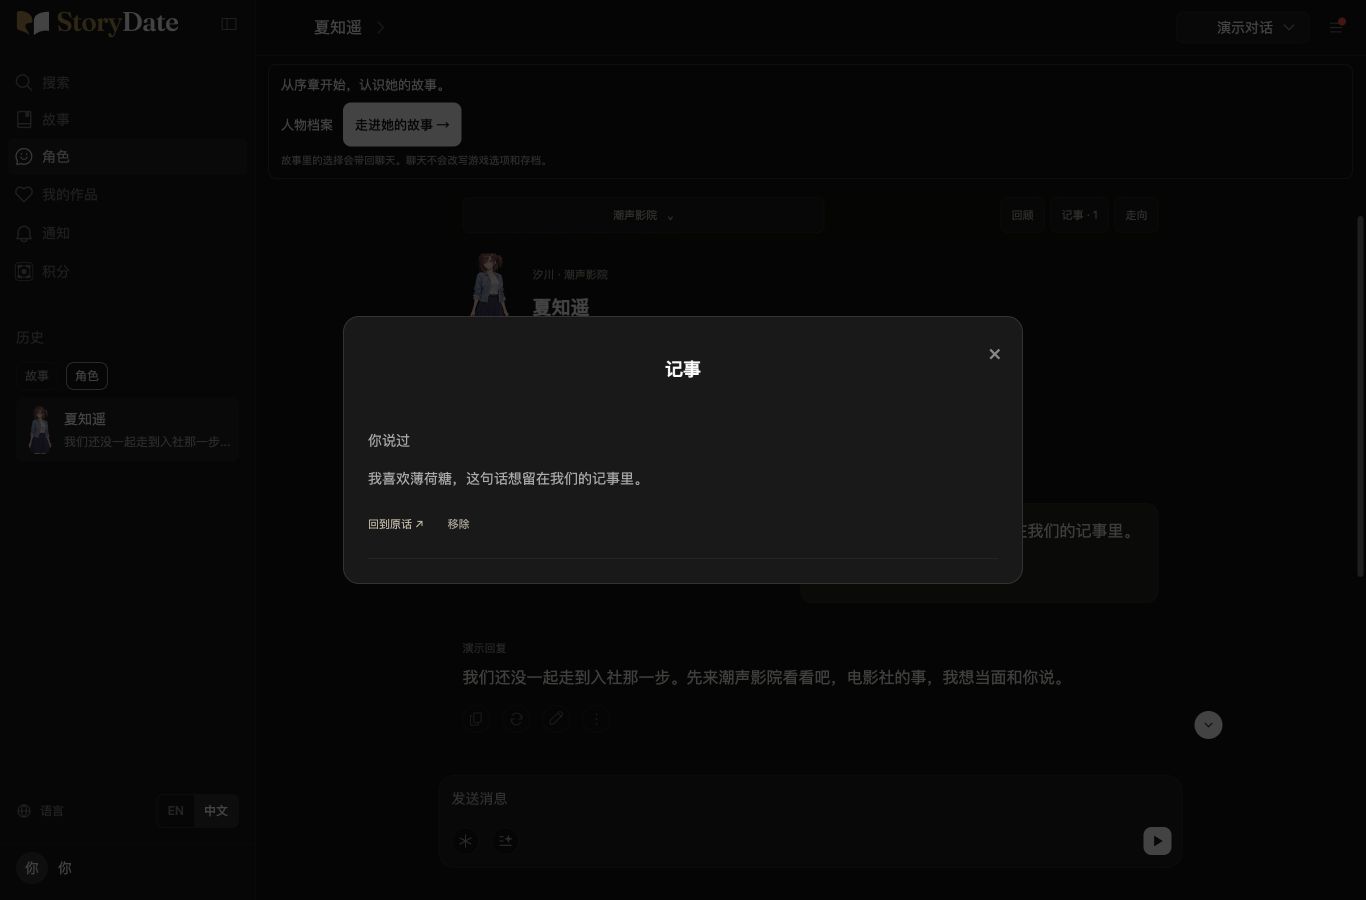 StoryDate
搜索
故事
角色
我的作品
通知
积分
历史
故事
角色
夏知遥
我们还没一起走到入社那一步...
语言
EN
中文
你
你
夏知遥
演示对话
从序章开始，认识她的故事。
人物档案
走进她的故事 →
故事里的选择会带回聊天。聊天不会改写游戏选项和存档。
潮声影院
回顾
记事 · 1
走向
汐川 · 潮声影院
夏知遥
记事
×
你说过
我喜欢薄荷糖，这句话想留在我们的记事里。
回到原话 ↗
移除
在我们的记事里。
演示回复
我们还没一起走到入社那一步。先来潮声影院看看吧，电影社的事，我想当面和你说。
发送消息